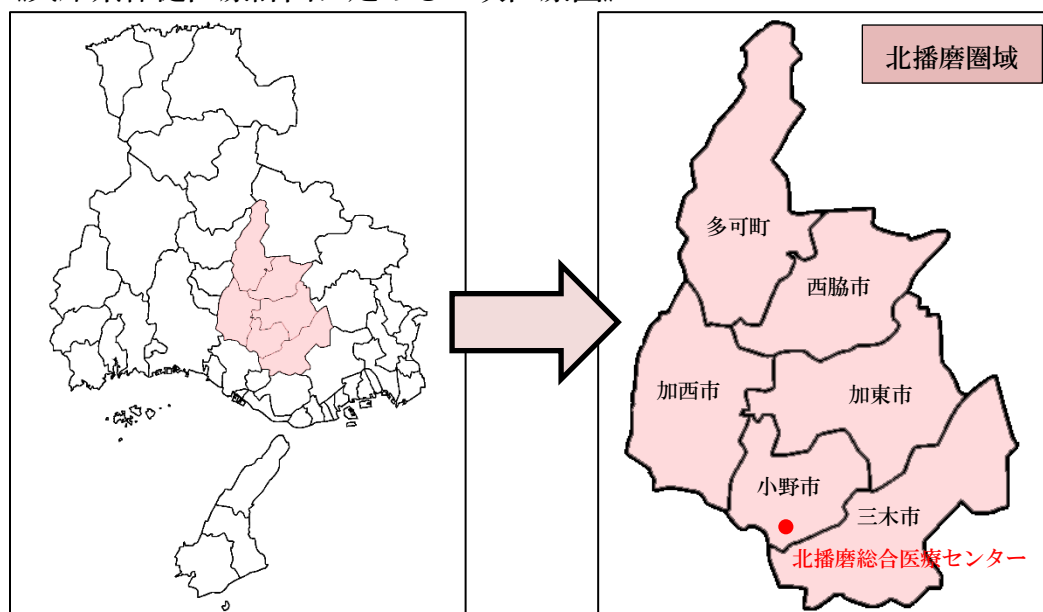 北播磨圏域
多可町
西脇市
加西市
加東市
小野市
三木市
北播磨総合医療センター